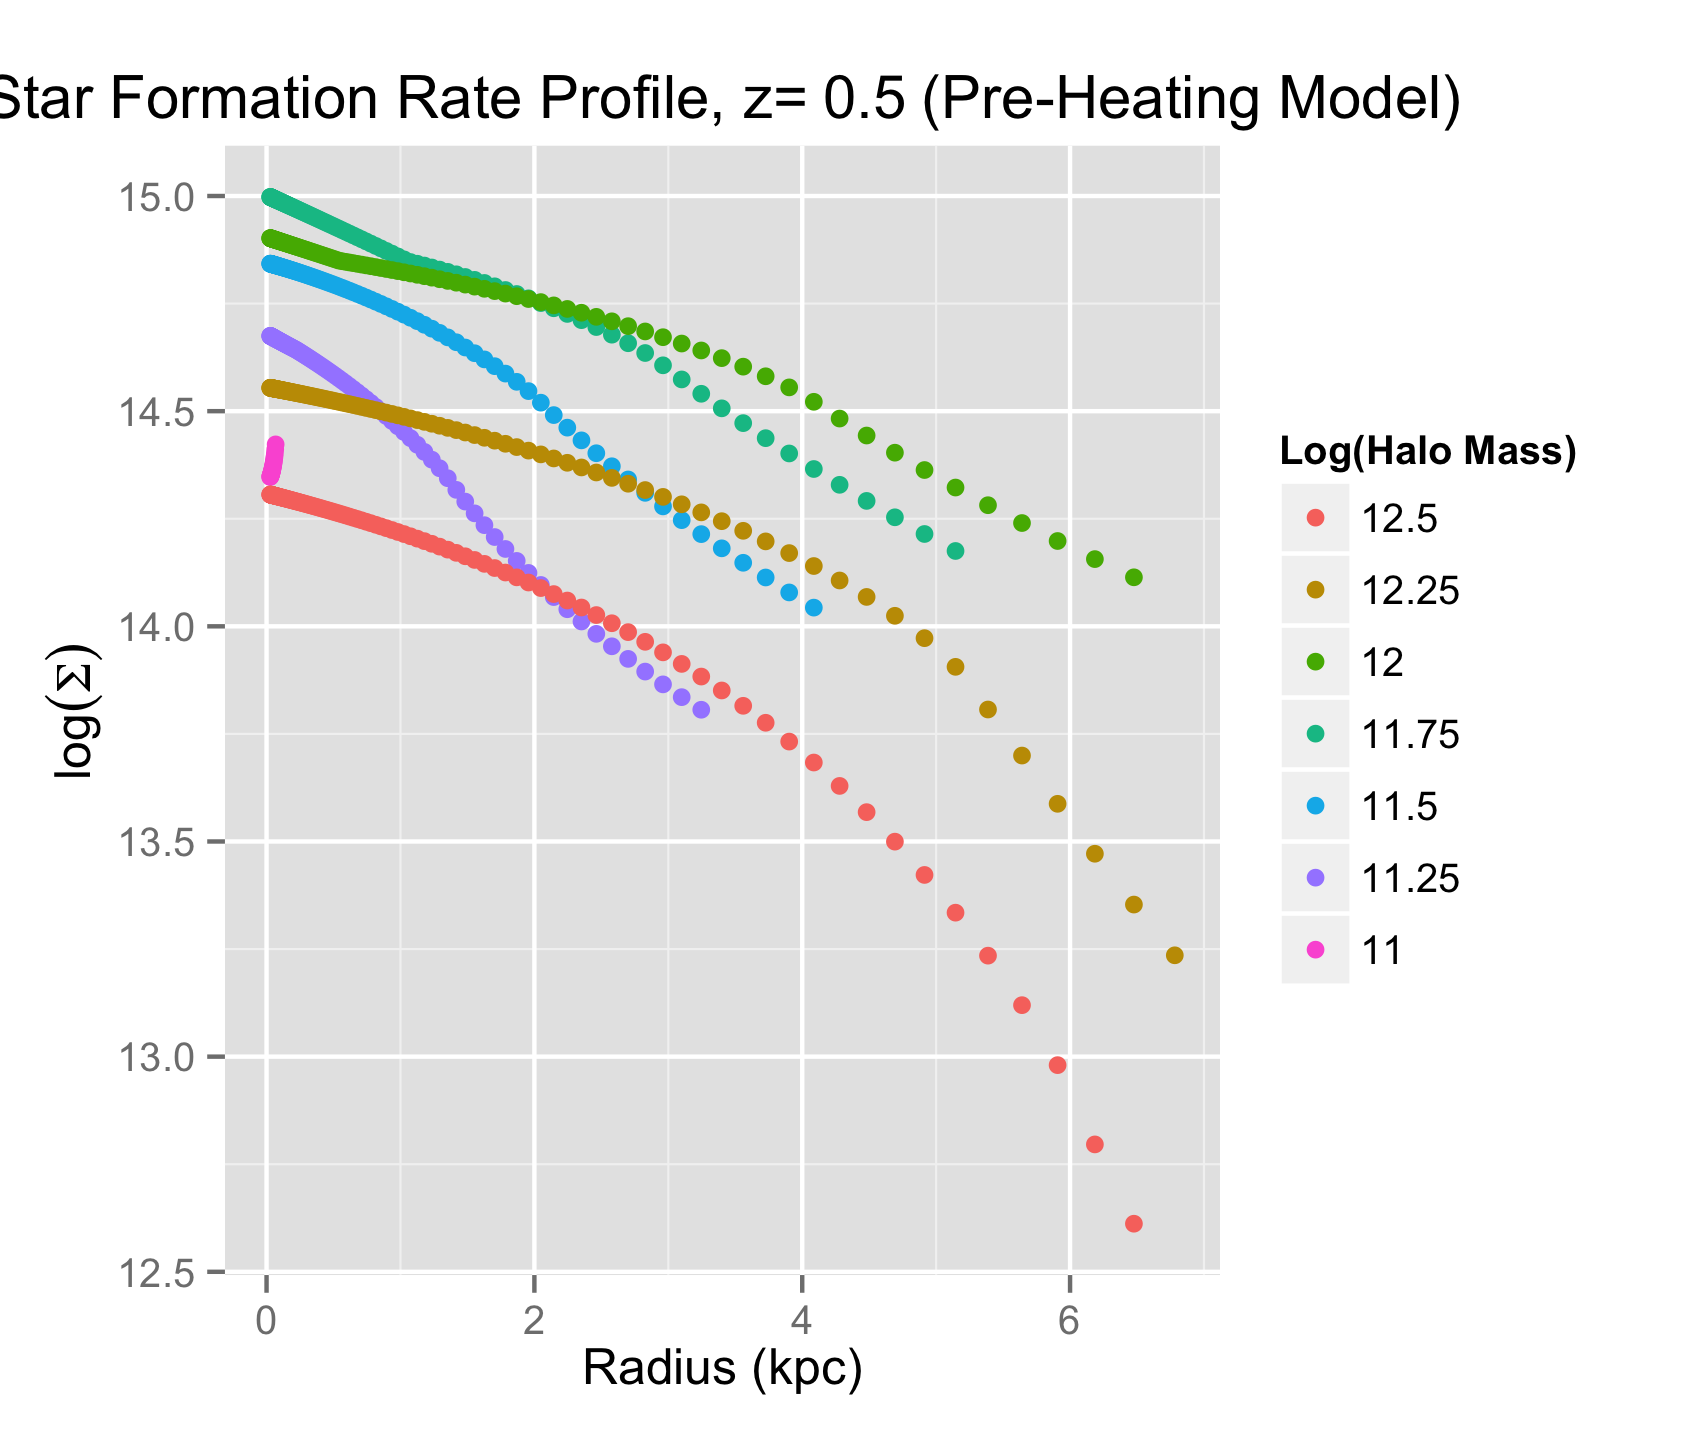 Star Formation Rate Profile, z= 0.5 (Pre-Heating Model)
15.0
14.5
14.0
13.5
13.0
12.5
log(Σ)
0 2 4 6
Radius (kpc)
Log(Halo Mass)
12.5
12.25
12
11.75
11.5
11.25
11